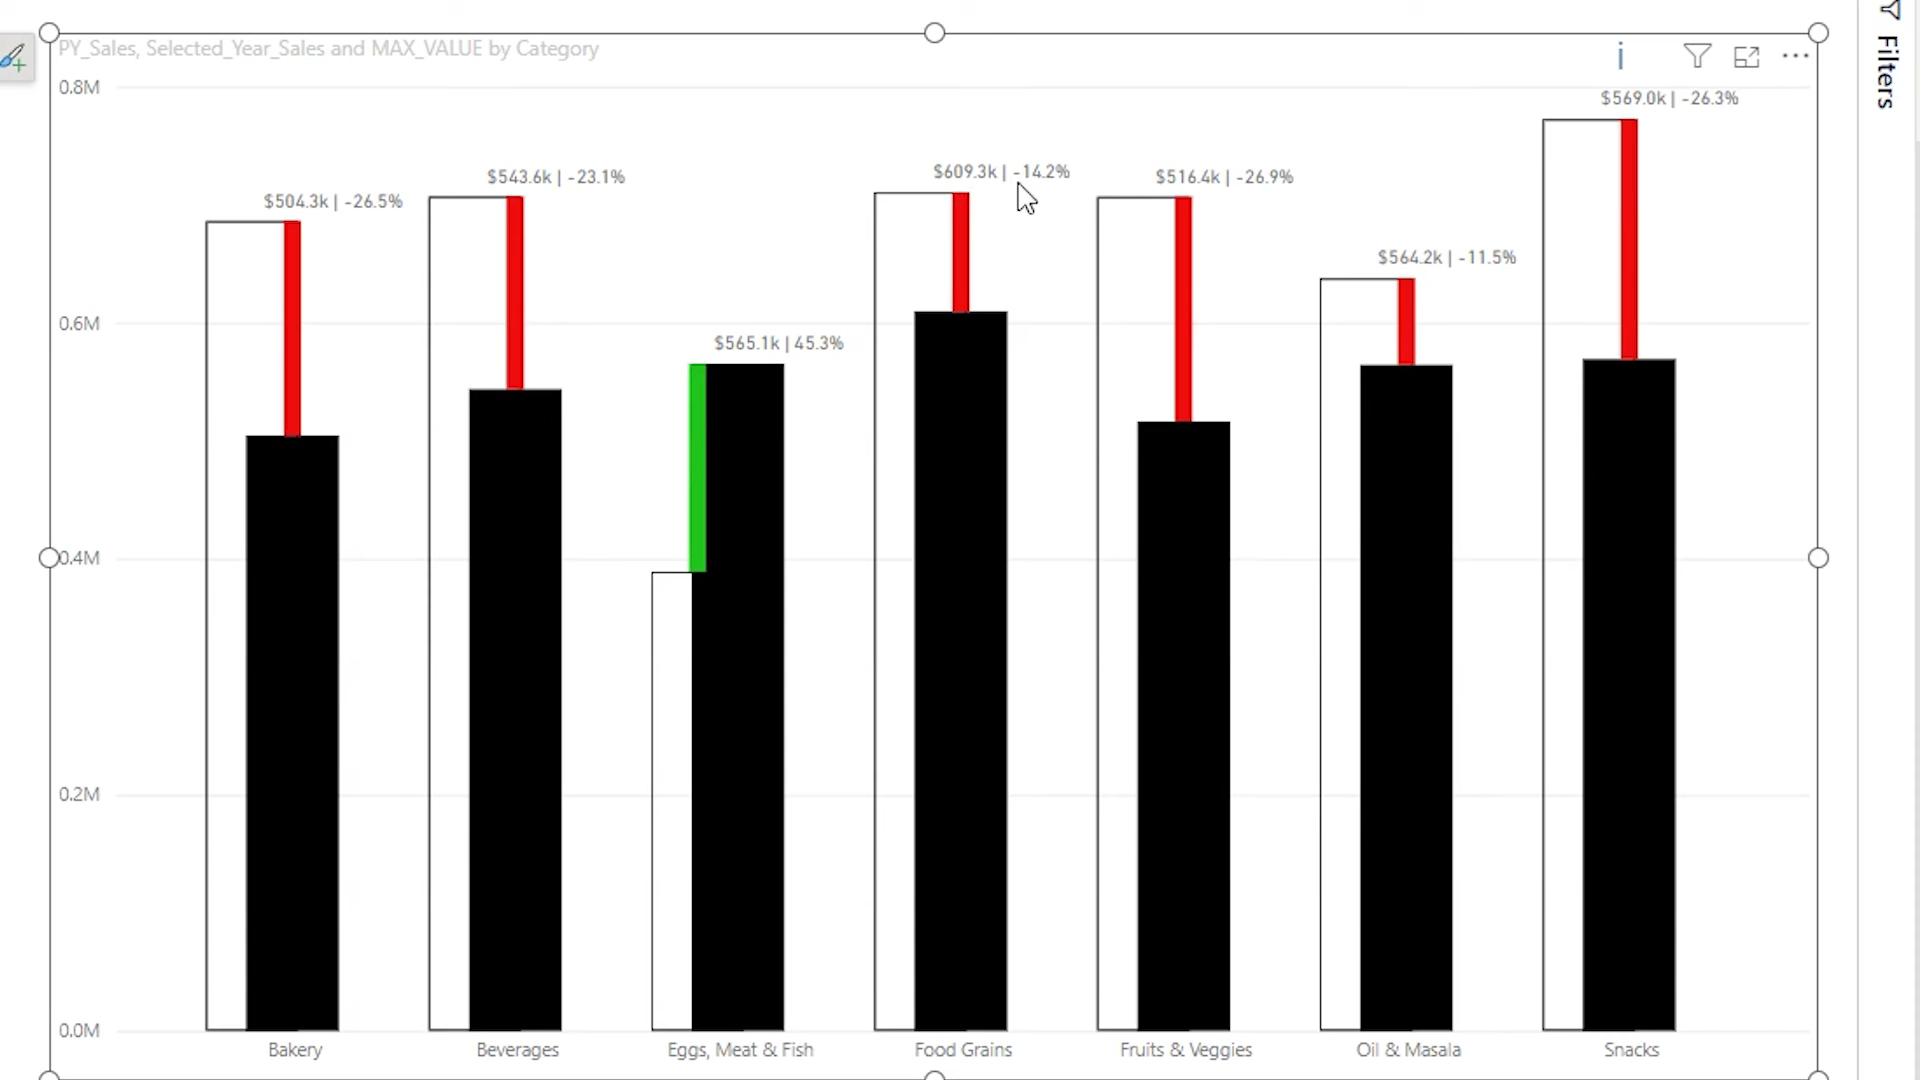 PY_Sales, Selected_Year_Sales and MAX_VALUE by Category
Filters
0.8M
$569.0k | -26.3%
$609.3k | -14.2%
$543.6k | -23.1%
$516.4k | -26.9%
$504.3k | -26.5%
$564.2k | -11.5%
0.6M
$565.1k | 45.3%
0.4M
0.2M
0.0M
Bakery
Beverages
Eggs, Meat & Fish
Food Grains
Fruits & Veggies
Oil & Masala
Snacks